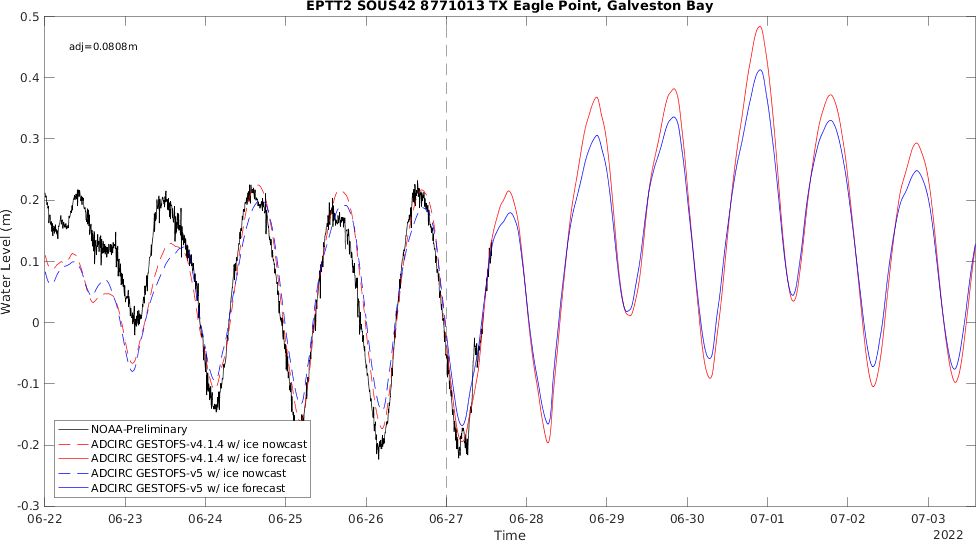 EPTT2 SOUS42 8771013 TX Eagle Point, Galveston Bay
0.5
adj=0.0808m
0.4
0.3
0.2
0.1
0
-0.1
-0.2
-0.3
Water Level (m)
NOAA-Preliminary
ADCIRC GESTOFS-v4.1.4 w/ ice nowcast
ADCIRC GESTOFS-v4.1.4 w/ ice forecast
ADCIRC GESTOFS-v5 w/ ice nowcast
ADCIRC GESTOFS-v5 w/ ice forecast
06-22 06-23 06-24 06-25 06-26 06-27 06-28 06-29 06-30 07-01 07-02 07-03
Time
2022